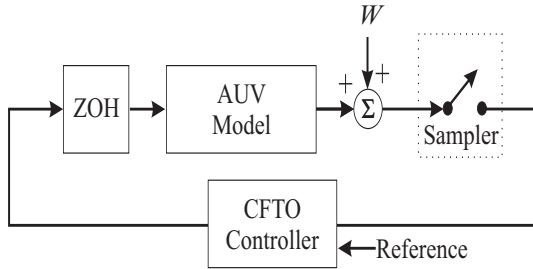 W
+
+
ZOH
AUV
Model
Σ
Sampler
CFTO
Controller
Reference